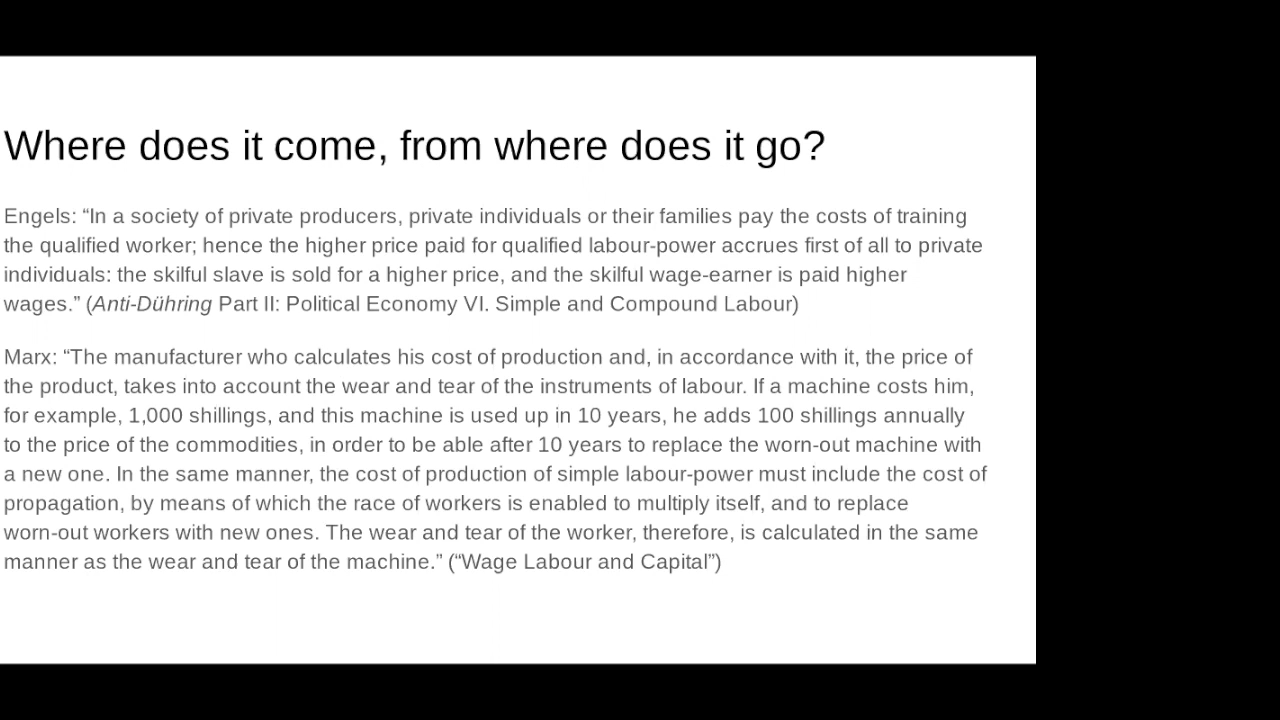 Where does it come, from where does it go?
Engels: “In a society of private producers, private individuals or their families pay the costs of training
the qualified worker; hence the higher price paid for qualified labour-power accrues first of all to private
individuals: the skilful slave is sold for a higher price, and the skilful wage-earner is paid higher
wages.” (Anti-Dühring Part II: Political Economy VI. Simple and Compound Labour)
Marx: “The manufacturer who calculates his cost of production and, in accordance with it, the price of
the product, takes into account the wear and tear of the instruments of labour. If a machine costs him,
for example, 1,000 shillings, and this machine is used up in 10 years, he adds 100 shillings annually
to the price of the commodities, in order to be able after 10 years to replace the worn-out machine with
a new one. In the same manner, the cost of production of simple labour-power must include the cost of
propagation, by means of which the race of workers is enabled to multiply itself, and to replace
worn-out workers with new ones. The wear and tear of the worker, therefore, is calculated in the same
manner as the wear and tear of the machine.” (“Wage Labour and Capital”)